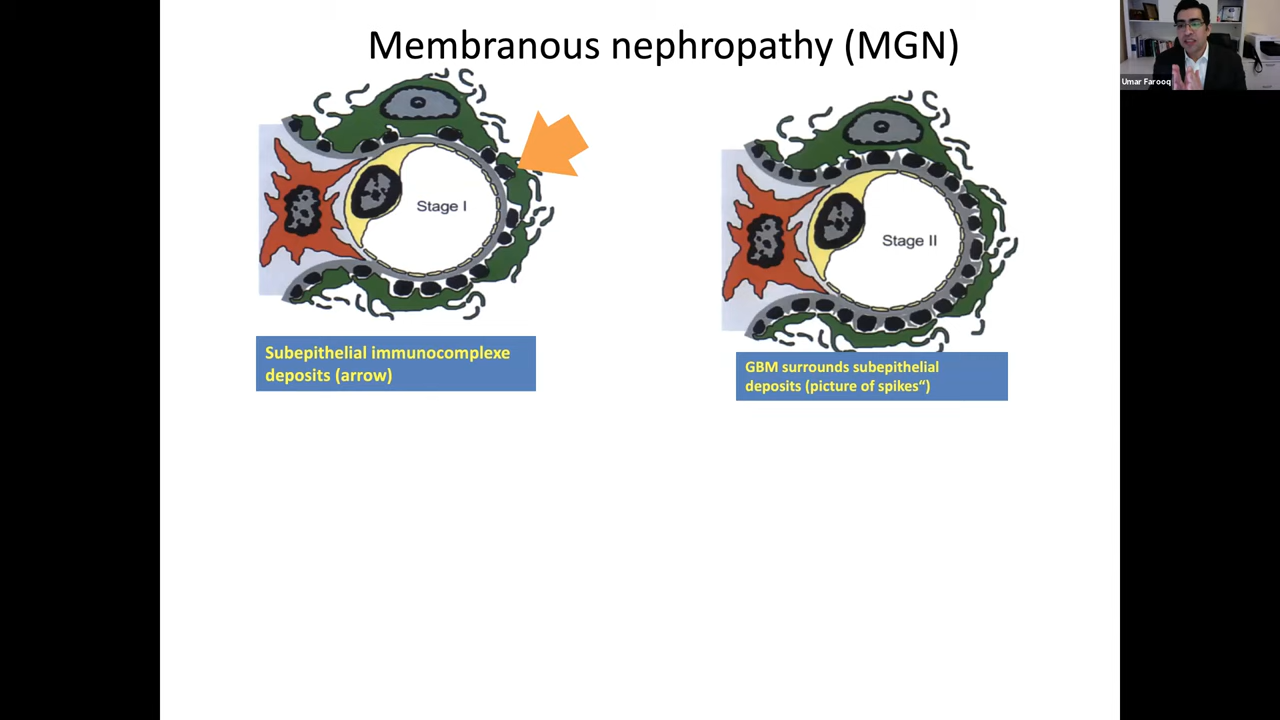 Membranous nephropathy (MGN)
Umar Farooq
Stage I
Stage II
Subepithelial immunocomplexe
deposits (arrow)
GBM surrounds subepithelial
deposits (picture of spikes“)